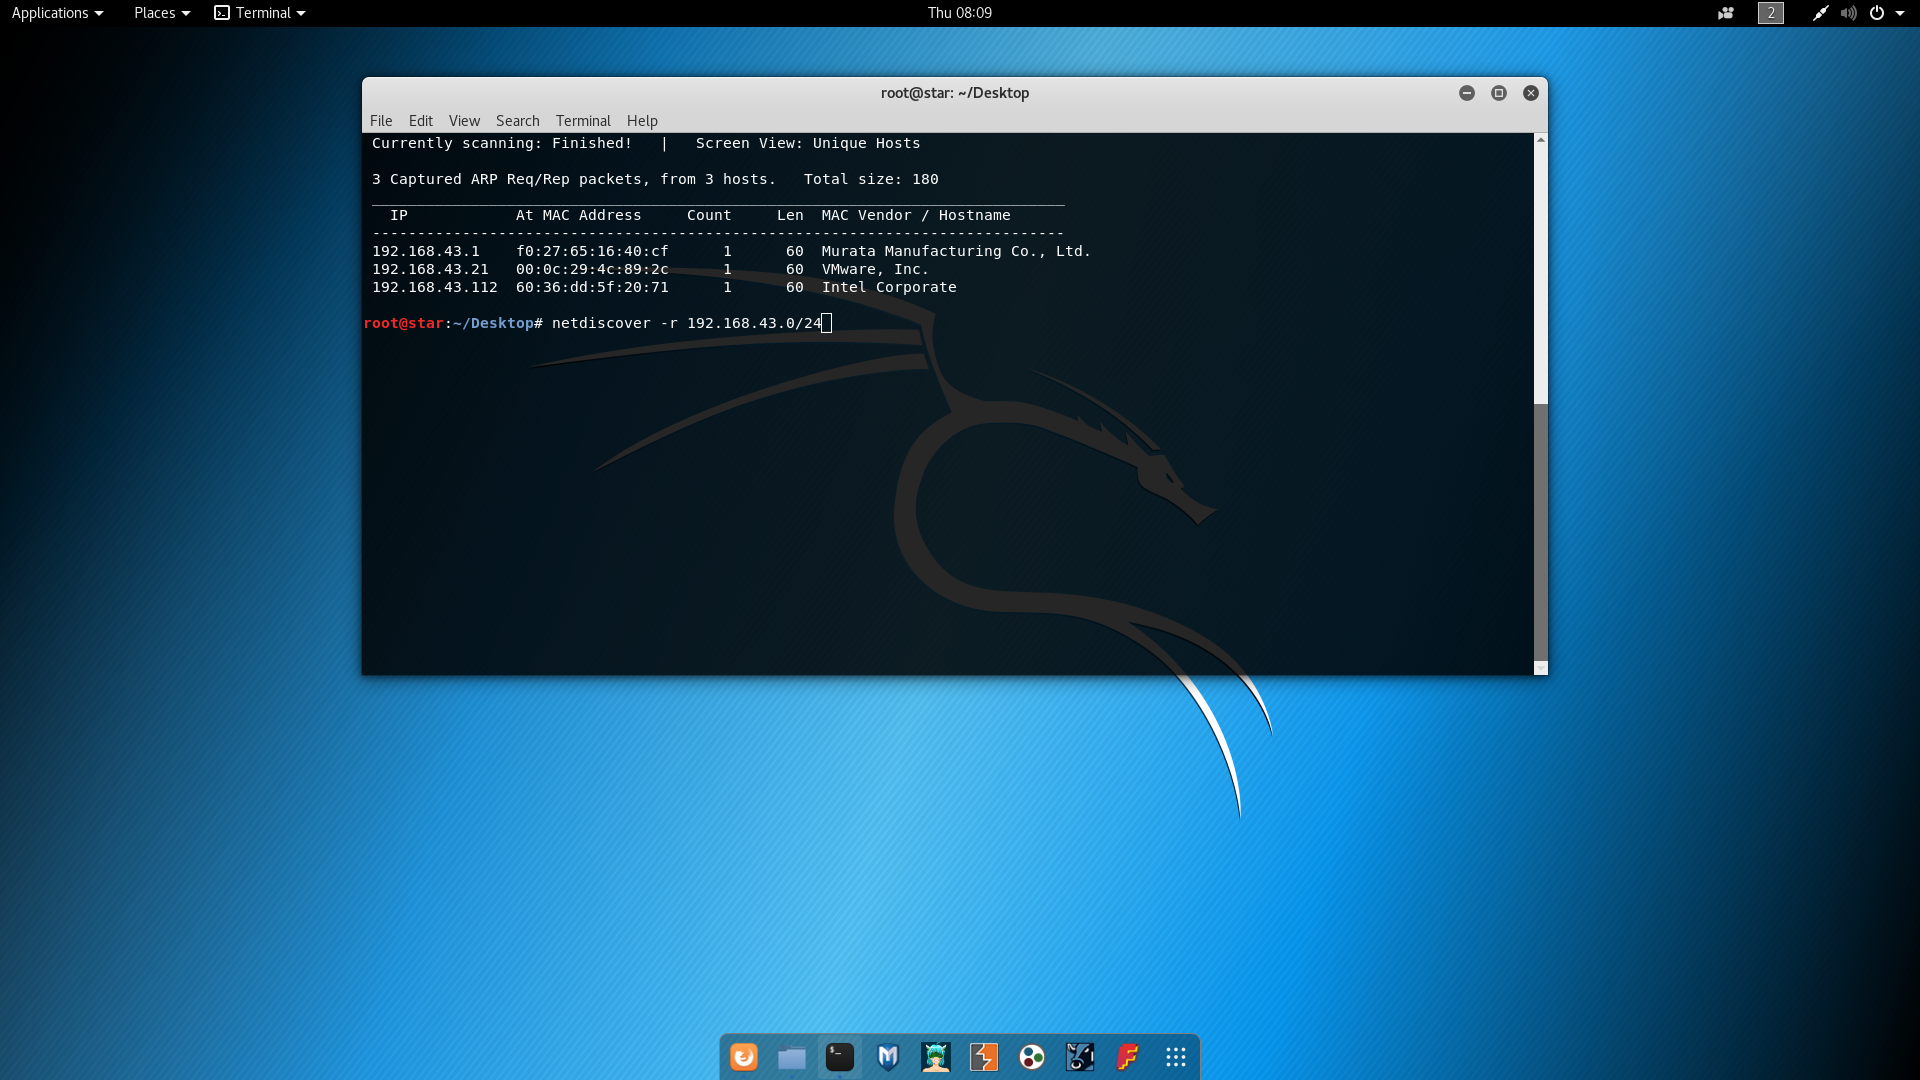 Applications Places Terminal Thu 08:09 2
root@star: ~/Desktop
File Edit View Search Terminal Help
Currently scanning: Finished!   |   Screen View: Unique Hosts
3 Captured ARP Req/Rep packets, from 3 hosts.   Total size: 180
_____________________________________________________________________________
  IP            At MAC Address     Count     Len  MAC Vendor / Hostname
-----------------------------------------------------------------------------
192.168.43.1    f0:27:65:16:40:cf      1      60  Murata Manufacturing Co., Ltd.
192.168.43.21   00:0c:29:4c:89:2c      1      60  VMware, Inc.
192.168.43.112  60:36:dd:5f:20:71      1      60  Intel Corporate
root@star:~/Desktop# netdiscover -r 192.168.43.0/24